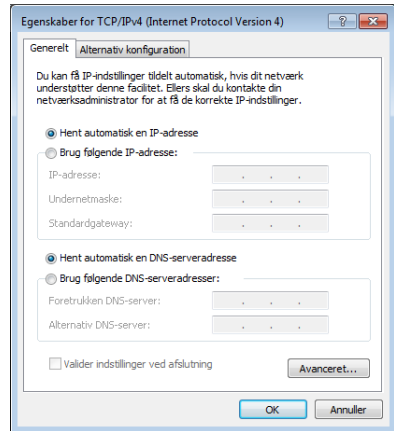 Egenskaber for TCP/IPv4 (Internet Protocol Version 4)
Generelt
Alternativ konfiguration
Du kan få IP-indstillinger tildelt automatisk, hvis dit netværk
understøtter denne facilitet. Ellers skal du kontakte din
netværksadministrator for at få de korrekte IP-indstillinger.
Hent automatisk en IP-adresse
Brug følgende IP-adresse:
IP-adresse:
Undernetmaske:
Standardgateway:
Hent automatisk en DNS-serveradresse
Brug følgende DNS-serveradresser:
Foretrukken DNS-server:
Alternativ DNS-server:
Valider indstillinger ved afslutning
Avanceret...
OK
Annuller